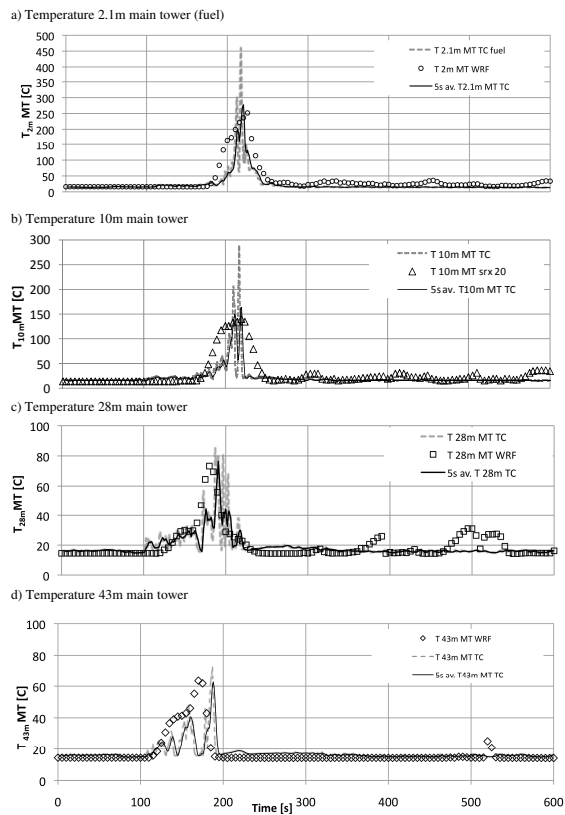 a) Temperature 2.1m main tower (fuel)
500
450
400
350
300
250
200
150
100
50
0
T2m MT [C]
T 2.1m MT TC fuel
T 2m MT WRF
5s av. T2.1m MT TC
b) Temperature 10m main tower
300
250
200
150
100
50
0
T10mMT [C]
T 10m MT TC
T 10m MT srx 20
5s av. T10m MT TC
c) Temperature 28m main tower
100
80
60
40
20
0
T28mMT [C]
T 28m MT TC
T 28m MT WRF
5s av. T 28m TC
d) Temperature 43m main tower
100
80
60
40
20
0
T 43m MT [C]
T 43m MT WRF
T 43m MT TC
5s av. T43m MT TC
0 100 200 300 400 500 600
Time [s]